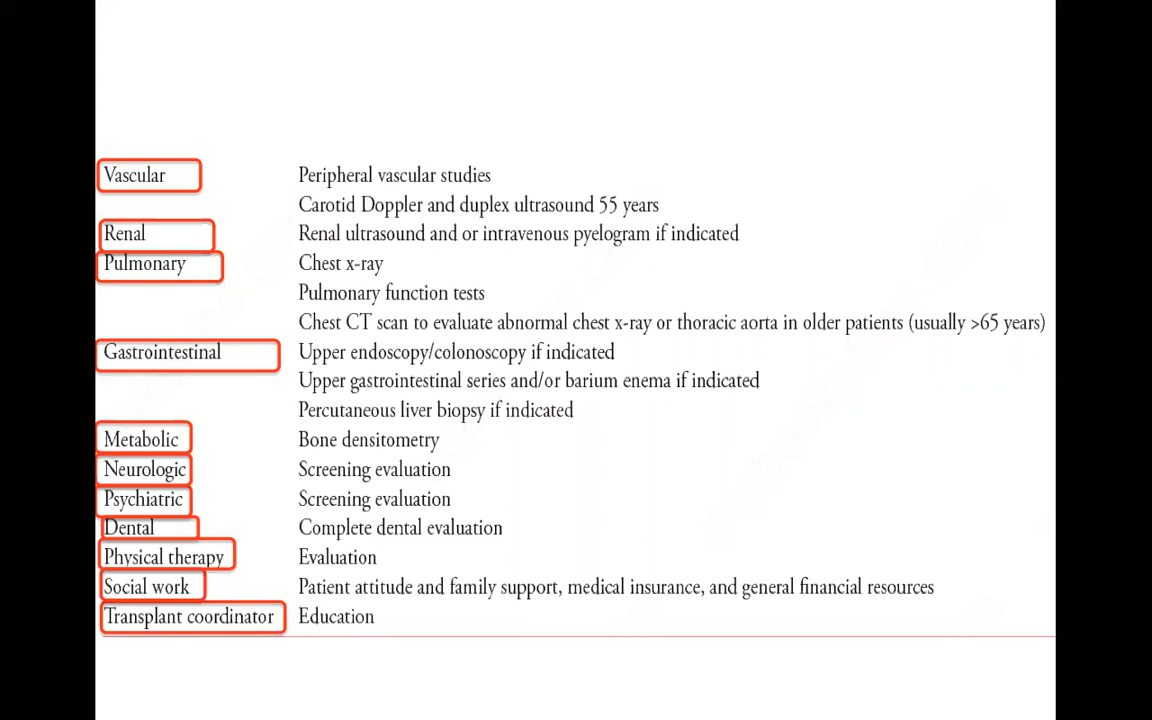 Vascular Peripheral vascular studies
Carotid Doppler and duplex ultrasound 55 years
Renal Renal ultrasound and or intravenous pyelogram if indicated
Pulmonary Chest x-ray
Pulmonary function tests
Chest CT scan to evaluate abnormal chest x-ray or thoracic aorta in older patients (usually >65 years)
Gastrointestinal Upper endoscopy/colonoscopy if indicated
Upper gastrointestinal series and/or barium enema if indicated
Percutaneous liver biopsy if indicated
Metabolic Bone densitometry
Neurologic Screening evaluation
Psychiatric Screening evaluation
Dental Complete dental evaluation
Physical therapy Evaluation
Social work Patient attitude and family support, medical insurance, and general financial resources
Transplant coordinator Education